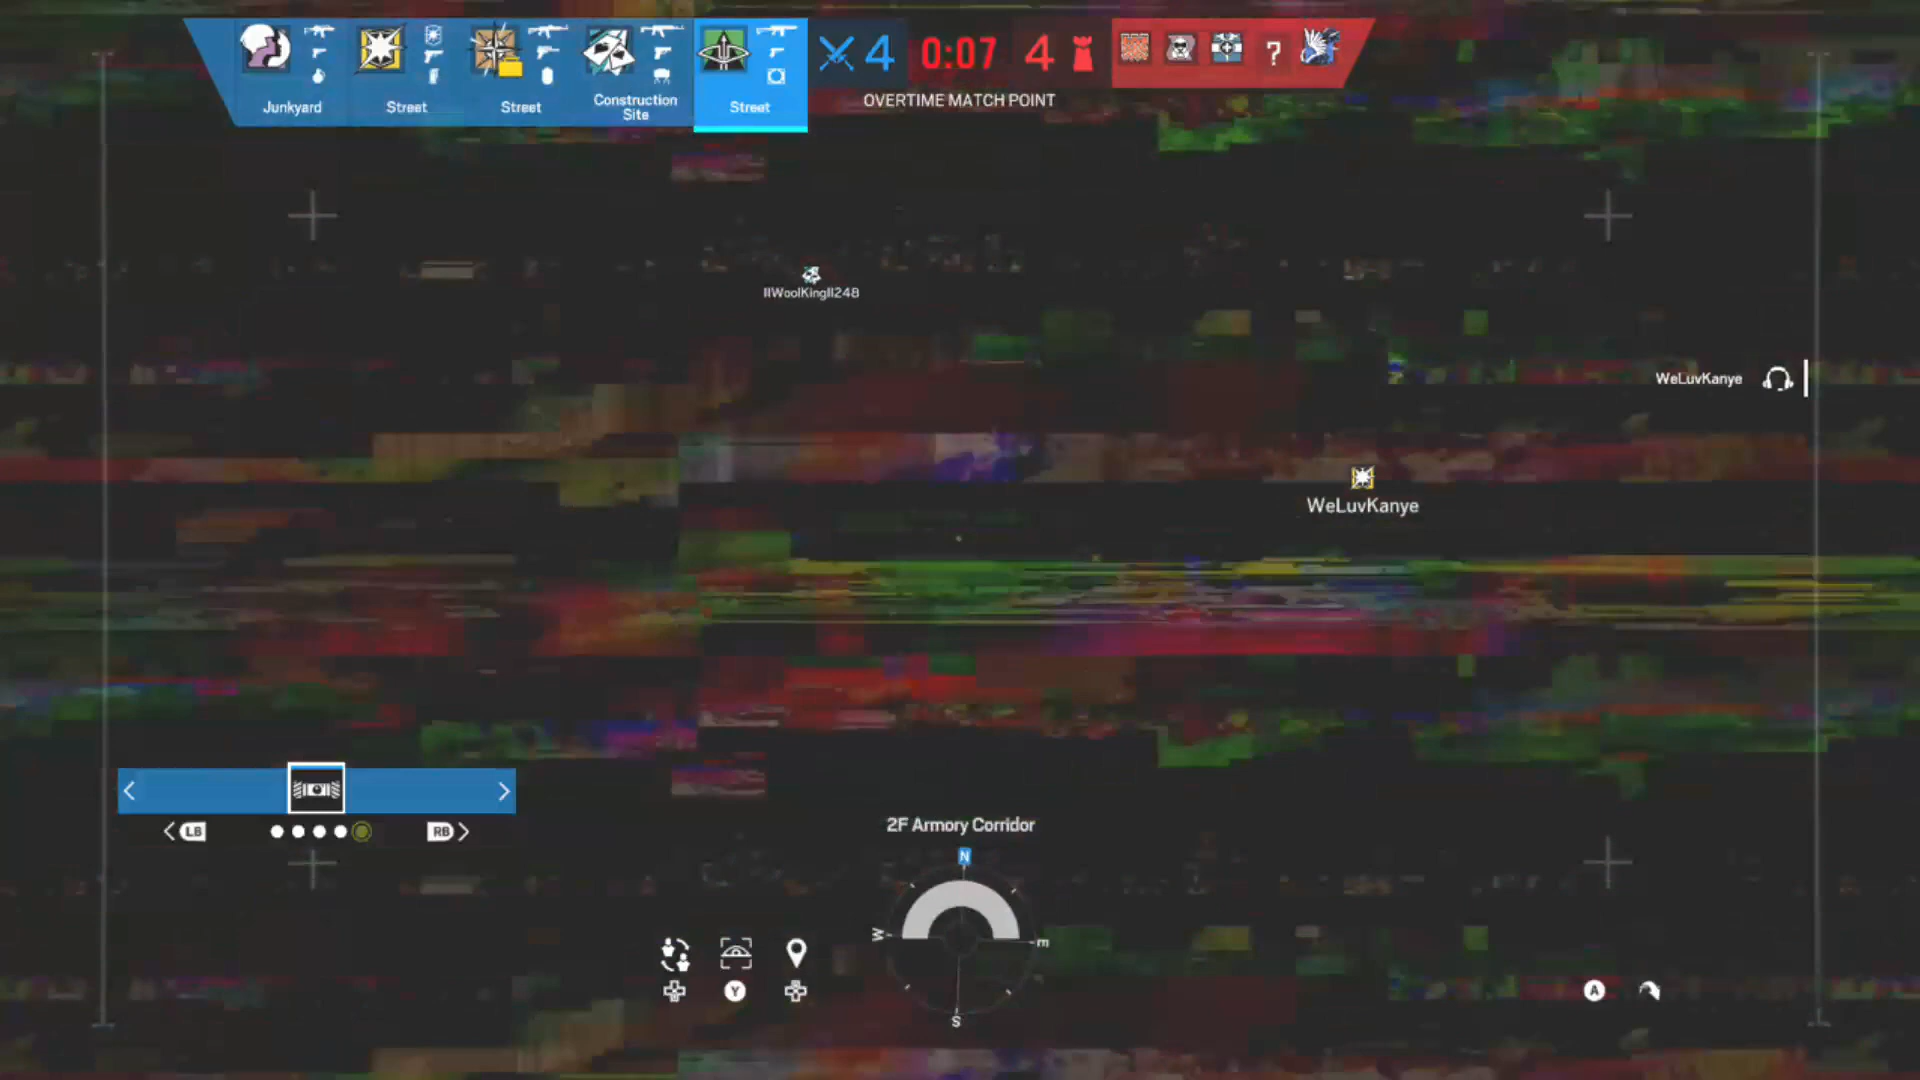 Junkyard
Street
Street
Construction
Site
Street
4
0:07
4
?
OVERTIME MATCH POINT
IIWoolKingII248
WeLuvKanye
WeLuvKanye
LB
RB
2F Armory Corridor
N
W
E
S
Y
A